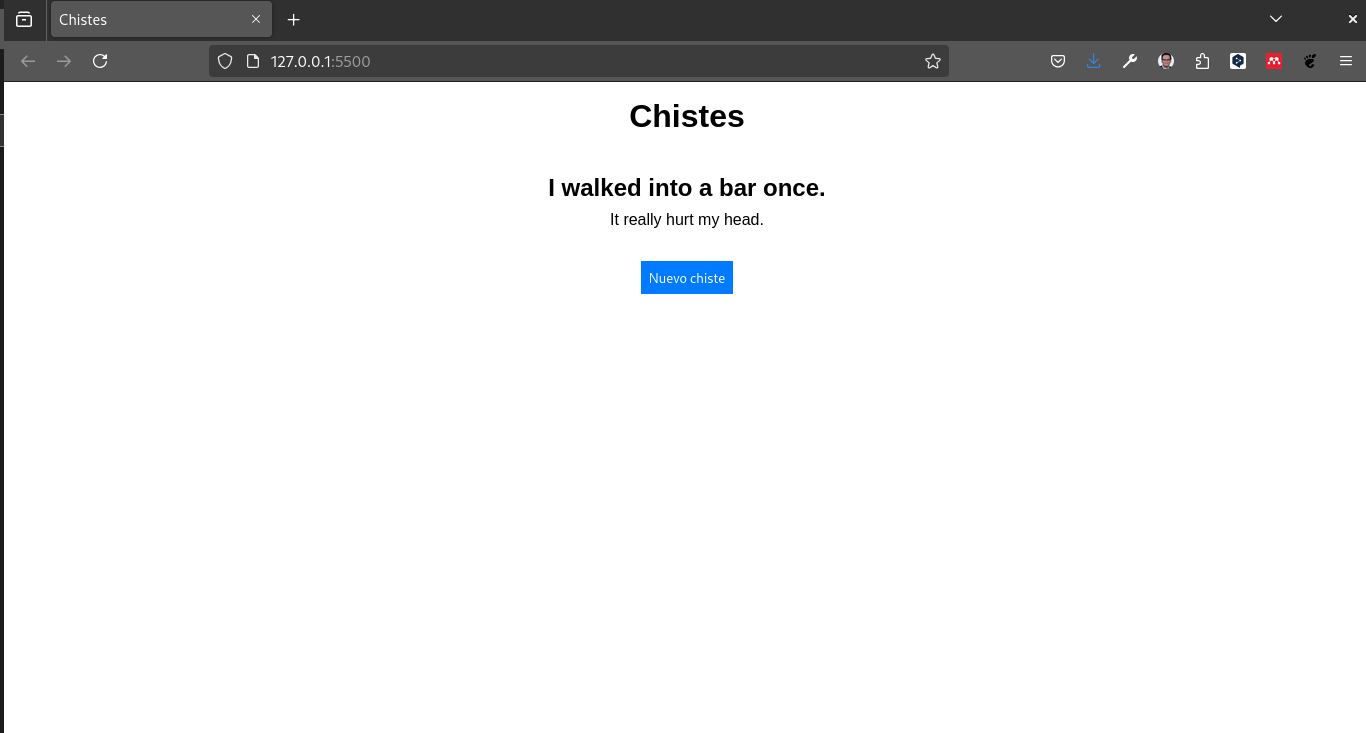 Chistes
127.0.0.1:5500
Chistes
I walked into a bar once.
It really hurt my head.
Nuevo chiste